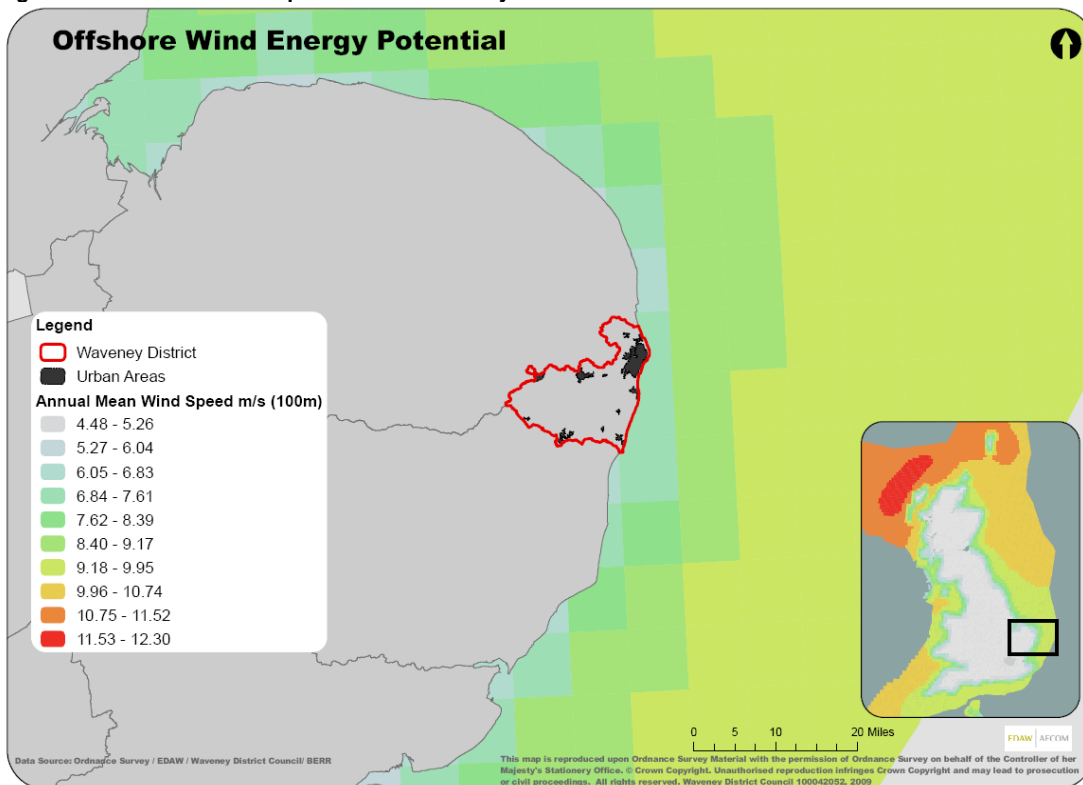 Offshore Wind Energy Potential
Legend
Waveney District
Urban Areas
Annual Mean Wind Speed m/s (100m)
4.48 - 5.26
5.27 - 6.04
6.05 - 6.83
6.84 - 7.61
7.62 - 8.39
8.40 - 9.17
9.18 - 9.95
9.96 - 10.74
10.75 - 11.52
11.53 - 12.30
0 5 10 20 Miles
EDAW AECOM
Data Source: Ordnance Survey / EDAW / Waveney District Council/ BERR
This map is reproduced upon Ordnance Survey Material with the permission of Ordnance Survey on behalf of the Controller of her
Majesty's Stationery Office. © Crown Copyright. Unauthorised reproduction infringes Crown Copyright and may lead to prosecution
or civil proceedings. All rights reserved. Waveney District Council 100042052. 2009